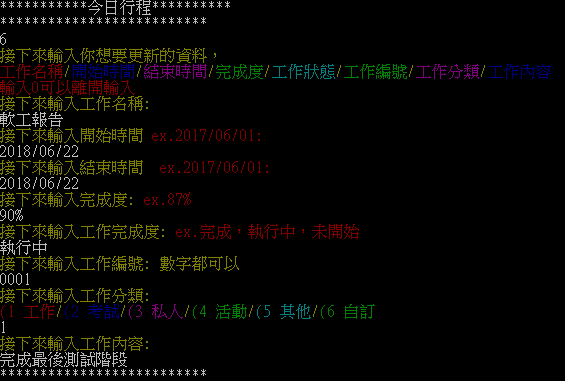 ***********今日行程**********
**************************
6
接下來輸入你想要更新的資料，
工作名稱/開始時間/結束時間/完成度/工作狀態/工作編號/工作分類/工作內容
輸入0可以離開輸入
接下來輸入工作名稱:
軟工報告
接下來輸入開始時間 ex.2017/06/01:
2018/06/22
接下來輸入結束時間  ex.2017/06/01:
2018/06/22
接下來輸入完成度: ex.87%
90%
接下來輸入工作完成度: ex.完成，執行中，未開始
執行中
接下來輸入工作編號: 數字都可以
0001
接下來輸入工作分類:
(1 工作/(2 考試/(3 私人/(4 活動/(5 其他/(6 自訂
1
接下來輸入工作內容:
完成最後測試階段
**************************